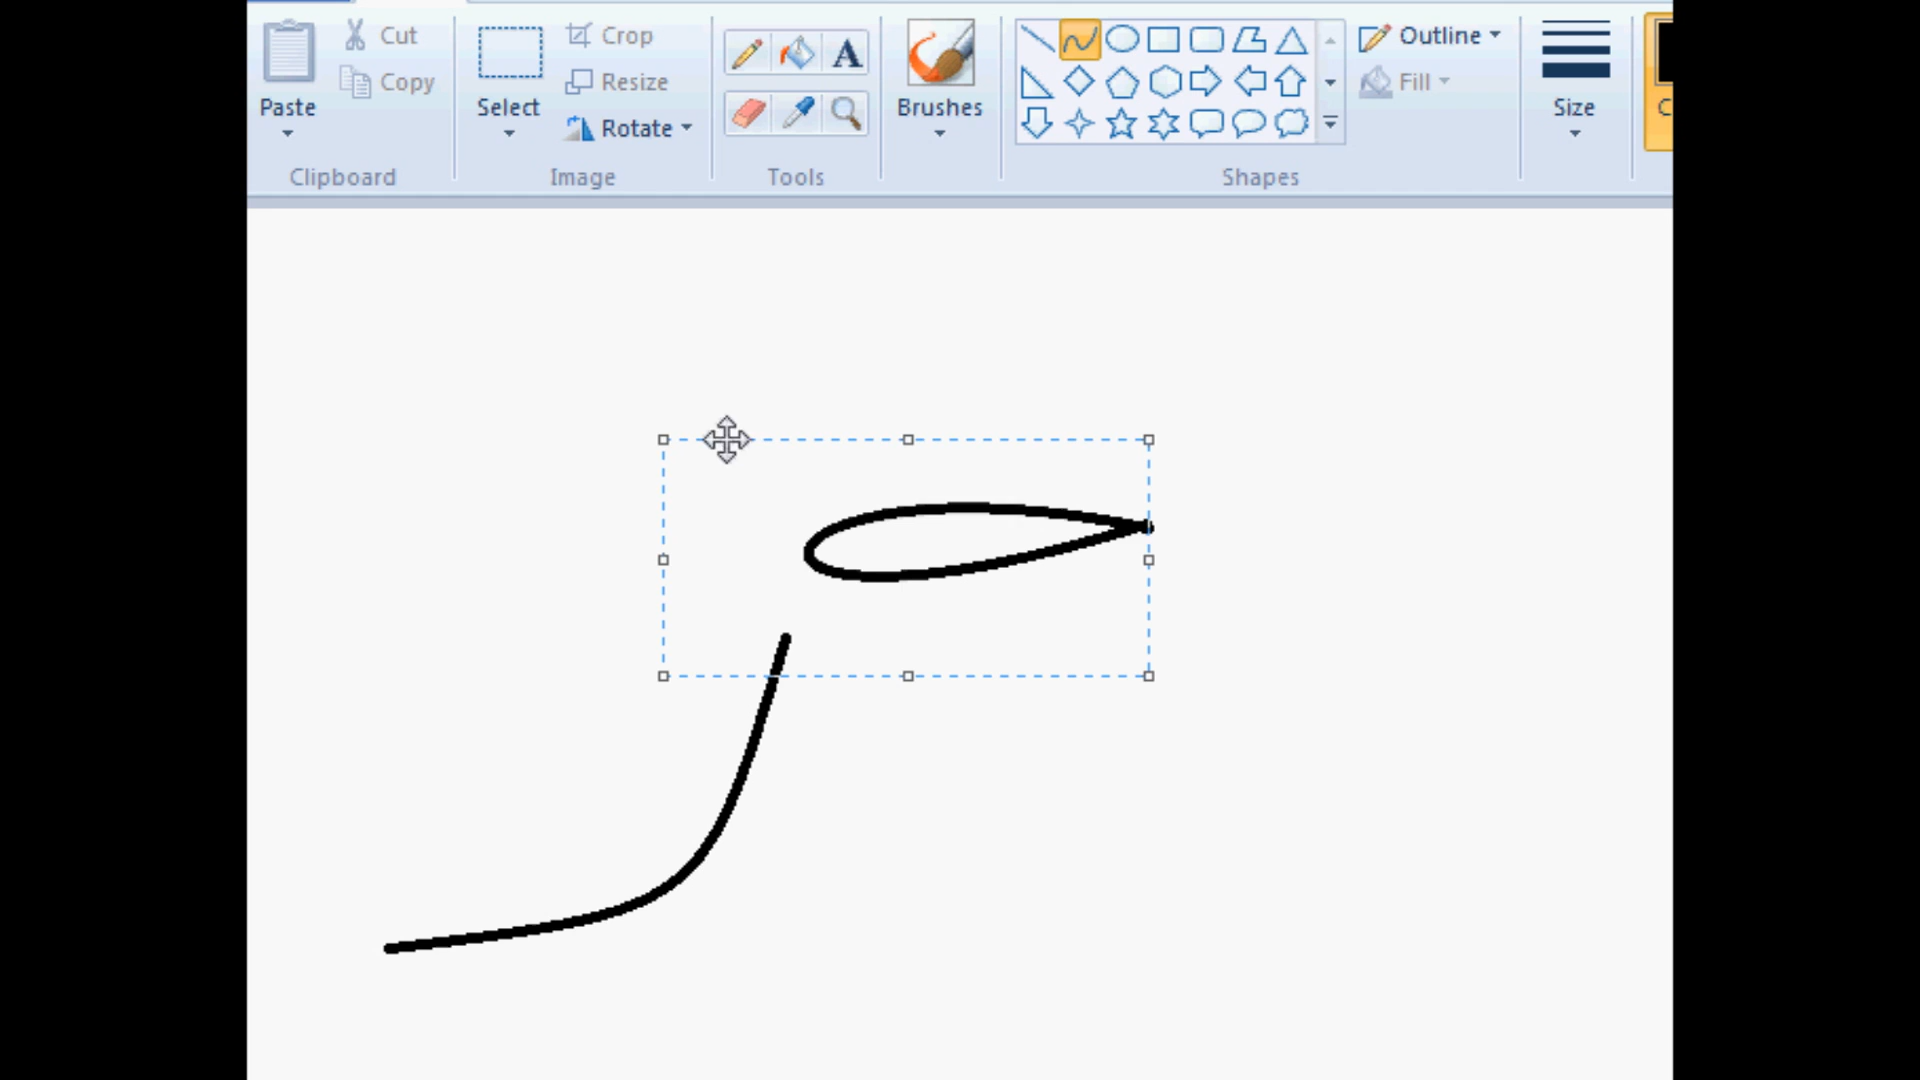 Paste
Cut
Copy
Clipboard
Select
Crop
Resize
Rotate
Image
A
Tools
Brushes
Shapes
Outline
Fill
Size